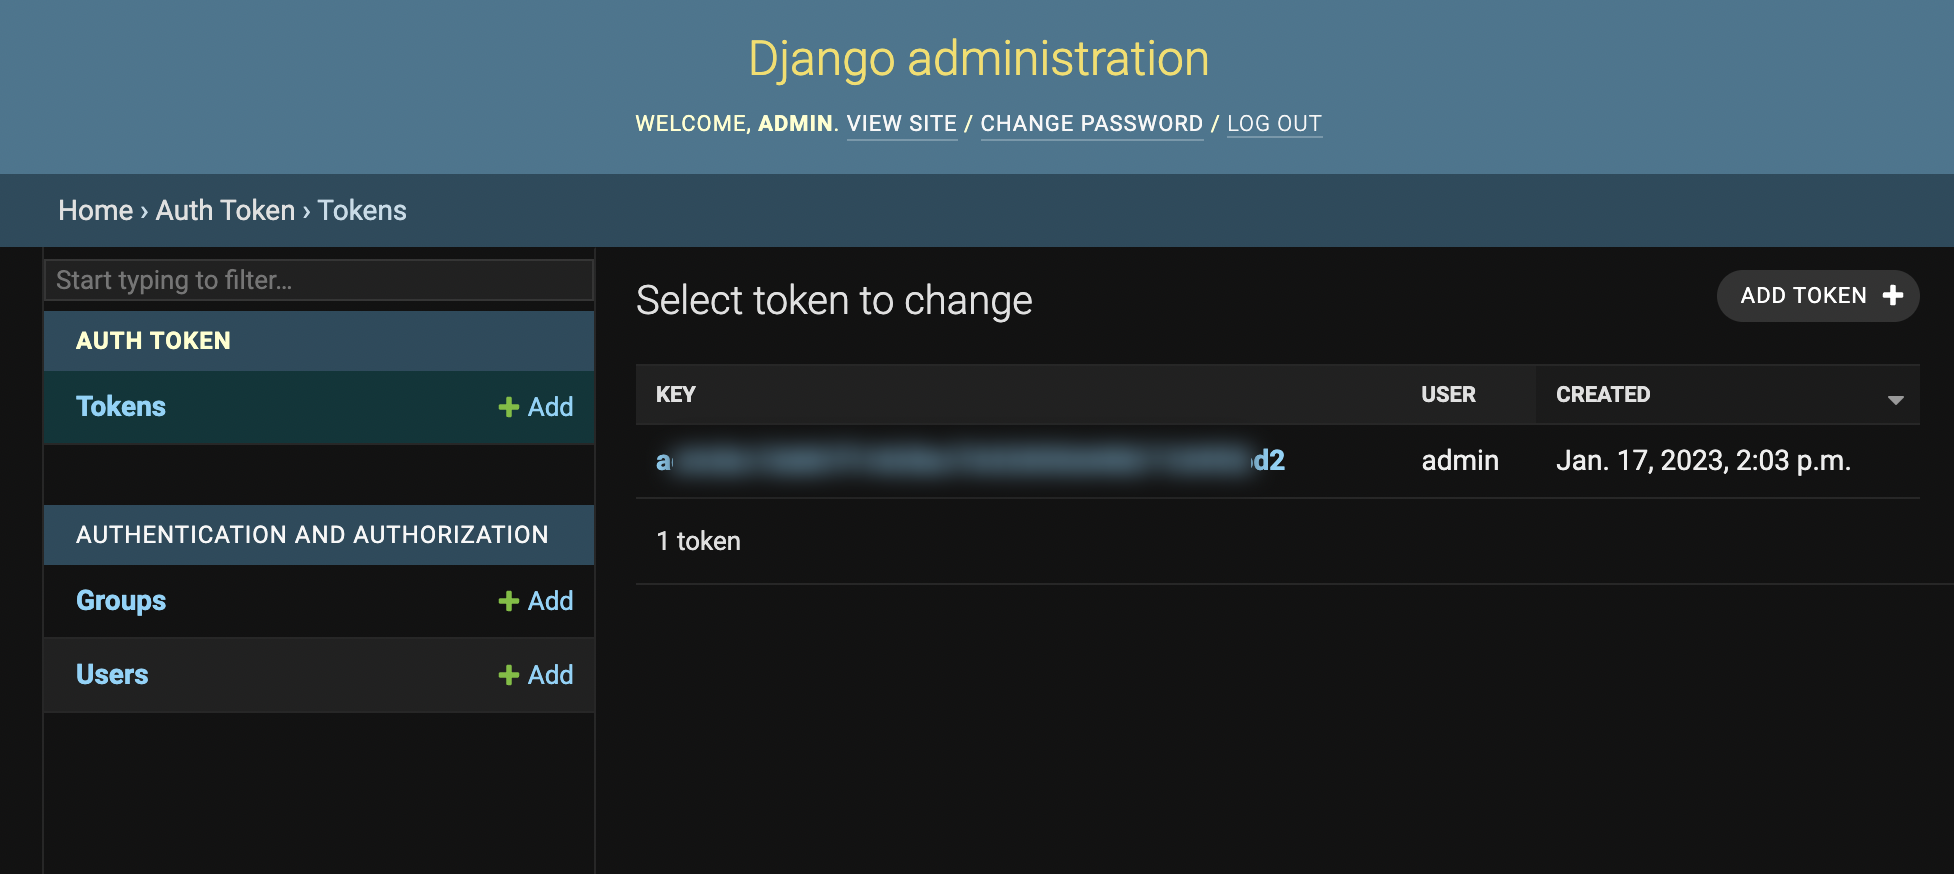 Django administration
WELCOME, ADMIN. VIEW SITE / CHANGE PASSWORD / LOG OUT
Home › Auth Token › Tokens
Start typing to filter...
AUTH TOKEN
Tokens + Add
AUTHENTICATION AND AUTHORIZATION
Groups + Add
Users + Add
Select token to change
ADD TOKEN +
KEY USER CREATED
a d2 admin Jan. 17, 2023, 2:03 p.m.
1 token